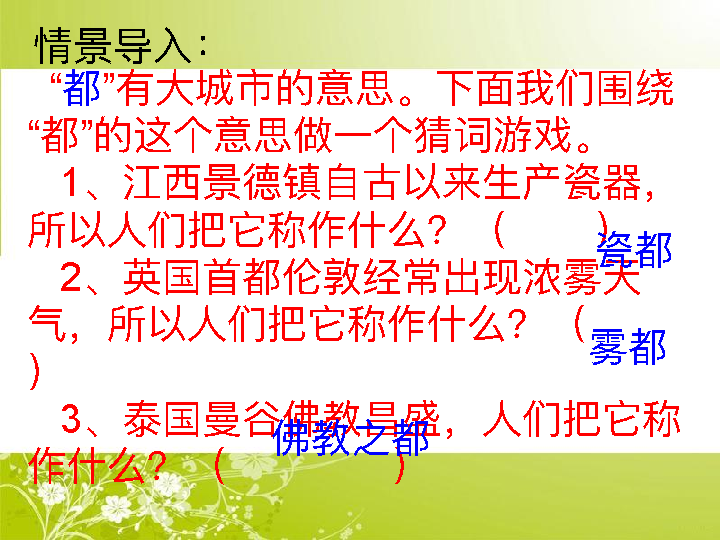 情景导入：
“都”有大城市的意思。下面我们围绕
“都”的这个意思做一个猜词游戏。
1、江西景德镇自古以来生产瓷器，
所以人们把它称作什么？（ ）
瓷都
2、英国首都伦敦经常出现浓雾天
气，所以人们把它称作什么？（
雾都
）
3、泰国曼谷佛教昌盛，人们把它称
佛教之都
作什么？（ ）